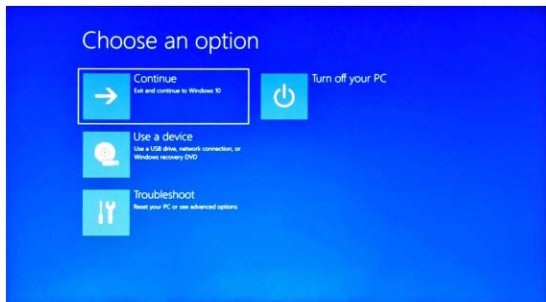 Choose an option
Continue
Exit and continue to Windows 10
Turn off your PC
Use a device
Use a USB drive, network connection, or
Windows recovery DVD
Troubleshoot
Reset your PC or see advanced options